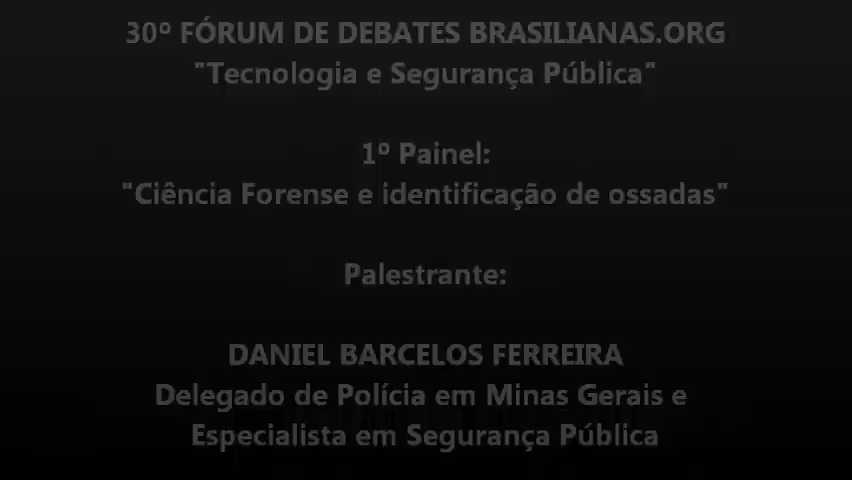 30º FÓRUM DE DEBATES BRASILIANAS.ORG
"Tecnologia e Segurança Pública"
1º Painel:
"Ciência Forense e identificação de ossadas"
Palestrante:
DANIEL BARCELOS FERREIRA
Delegado de Polícia em Minas Gerais e
Especialista em Segurança Pública